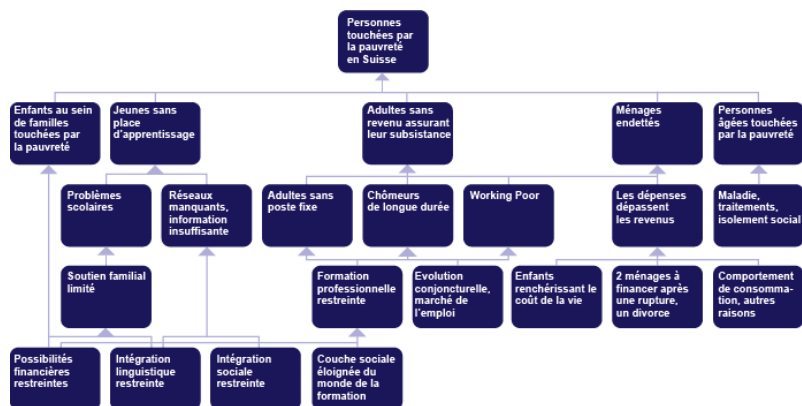 Personnes
touchées par
la pauvreté
en Suisse
Enfants au sein
de familles
touchées par
la pauvreté
Jeunes sans
place
d'apprentissage
Adultes sans
revenu assurant
leur subsistance
Ménages
endettés
Personnes
âgées touchées
par la pauvreté
Problèmes
scolaires
Réseaux
manquants,
information
insuffisante
Adultes sans
poste fixe
Chômeurs
de longue durée
Working Poor
Les dépenses
dépassent
les revenus
Maladie,
traitements,
isolement social
Soutien familial
limité
Formation
professionnelle
restreinte
Evolution
conjoncturelle,
marché de
l'emploi
Enfants
renchérissant le
coût de la vie
2 ménages à
financer après
une rupture,
un divorce
Comportement
de consomma-
tion, autres
raisons
Possibilités
financières
restreintes
Intégration
linguistique
restreinte
Intégration
sociale
restreinte
Couche sociale
éloignée du
monde de la
formation